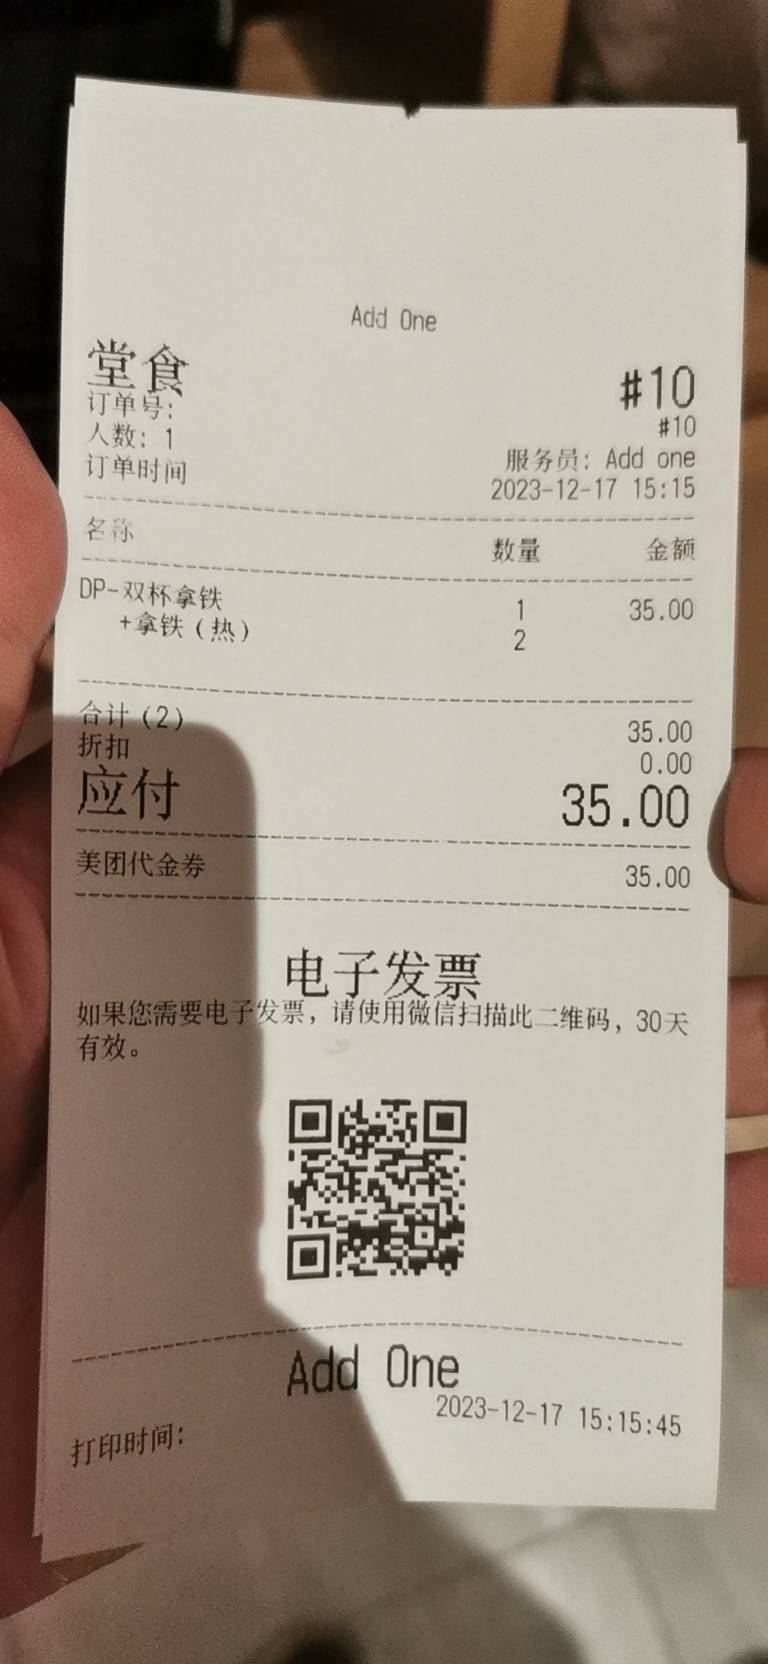 Add One
堂食 #10
订单号: #10
人数: 1 服务员: Add one
订单时间 2023-12-17 15:15
名称 数量 金额
DP-双杯拿铁 1 35.00
+拿铁（热） 2
合计（2） 35.00
折扣 0.00
应付 35.00
美团代金券 35.00
电子发票
如果您需要电子发票，请使用微信扫描此二维码，30天
有效。
Add One
打印时间: 2023-12-17 15:15:45